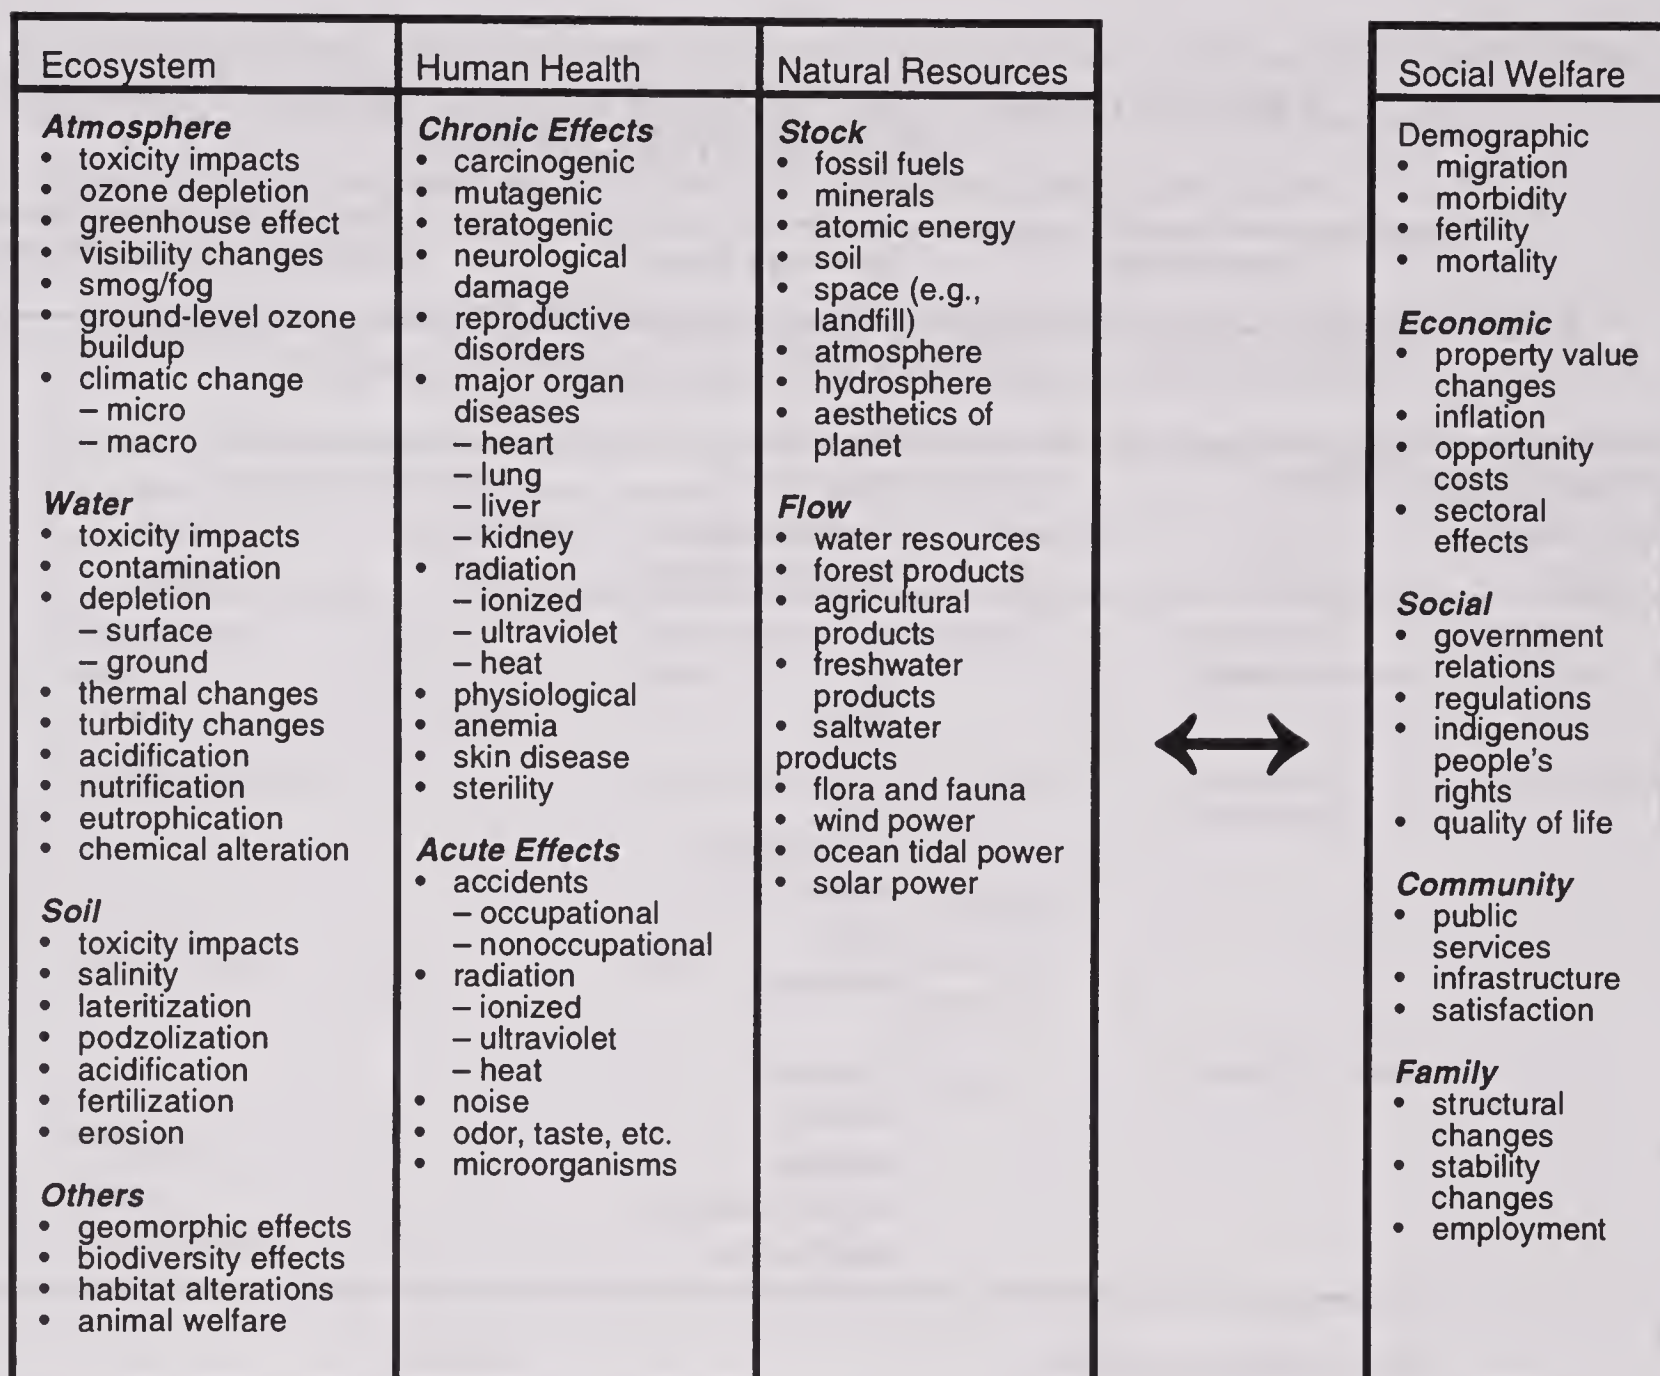 Ecosystem
Atmosphere
• toxicity impacts
• ozone depletion
• greenhouse effect
• visibility changes
• smog/fog
• ground-level ozone
buildup
• climatic change
– micro
– macro
Water
• toxicity impacts
• contamination
• depletion
– surface
– ground
• thermal changes
• turbidity changes
• acidification
• nutrification
• eutrophication
• chemical alteration
Soil
• toxicity impacts
• salinity
• lateritization
• podzolization
• acidification
• fertilization
• erosion
Others
• geomorphic effects
• biodiversity effects
• habitat alterations
• animal welfare
Human Health
Chronic Effects
• carcinogenic
• mutagenic
• teratogenic
• neurological
damage
• reproductive
disorders
• major organ
diseases
– heart
– lung
– liver
– kidney
• radiation
– ionized
– ultraviolet
– heat
• physiological
• anemia
• skin disease
• sterility
Acute Effects
• accidents
– occupational
– nonoccupational
• radiation
– ionized
– ultraviolet
– heat
• noise
• odor, taste, etc.
• microorganisms
Natural Resources
Stock
• fossil fuels
• minerals
• atomic energy
• soil
• space (e.g.,
landfill)
• atmosphere
• hydrosphere
• aesthetics of
planet
Flow
• water resources
• forest products
• agricultural
products
• freshwater
products
• saltwater
products
• flora and fauna
• wind power
• ocean tidal power
• solar power
Social Welfare
Demographic
• migration
• morbidity
• fertility
• mortality
Economic
• property value
changes
• inflation
• opportunity
costs
• sectoral
effects
Social
• government
relations
• regulations
• indigenous
people's
rights
• quality of life
Community
• public
services
• infrastructure
• satisfaction
Family
• structural
changes
• stability
changes
• employment